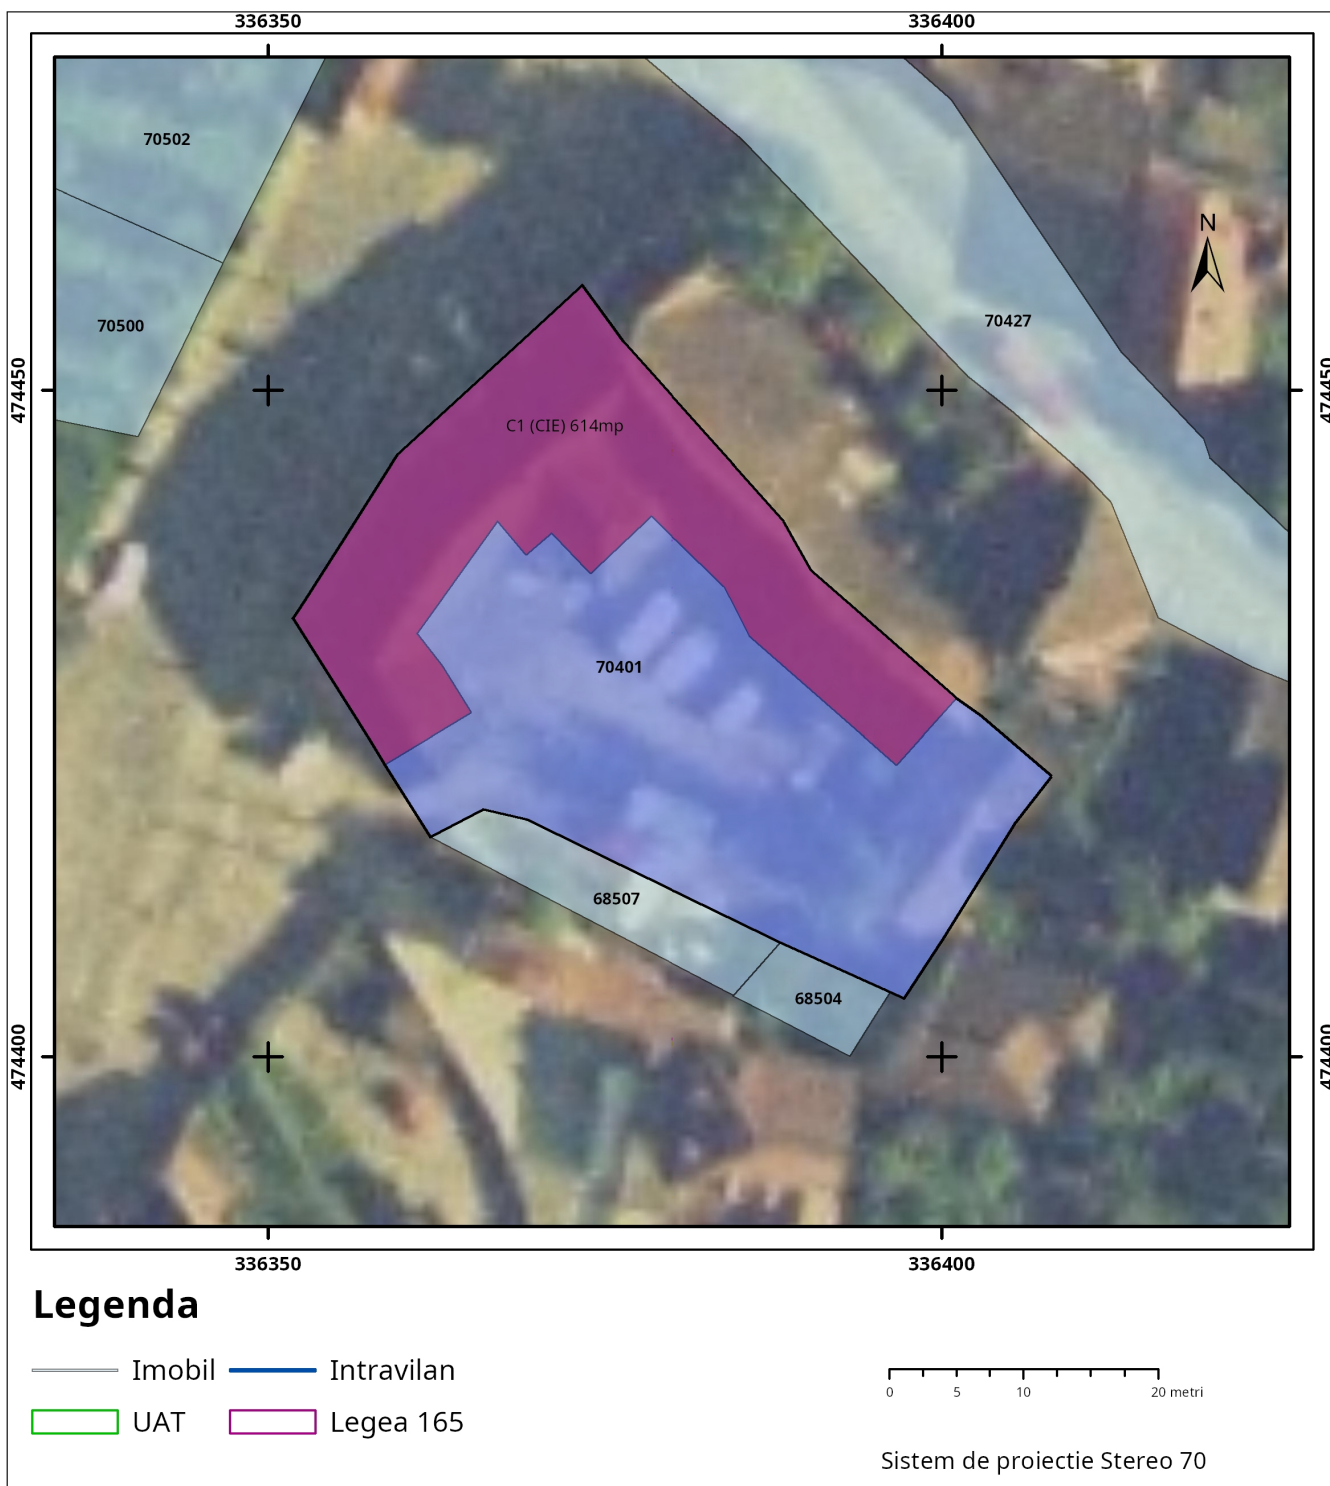 336350 336400
70502
N
70500
70427
474450 474450
C1 (CIE) 614mp
70401
68507
68504
474400 474400
336350 336400
Legenda
Imobil Intravilan
UAT Legea 165
0 5 10 20 metri
Sistem de proiectie Stereo 70